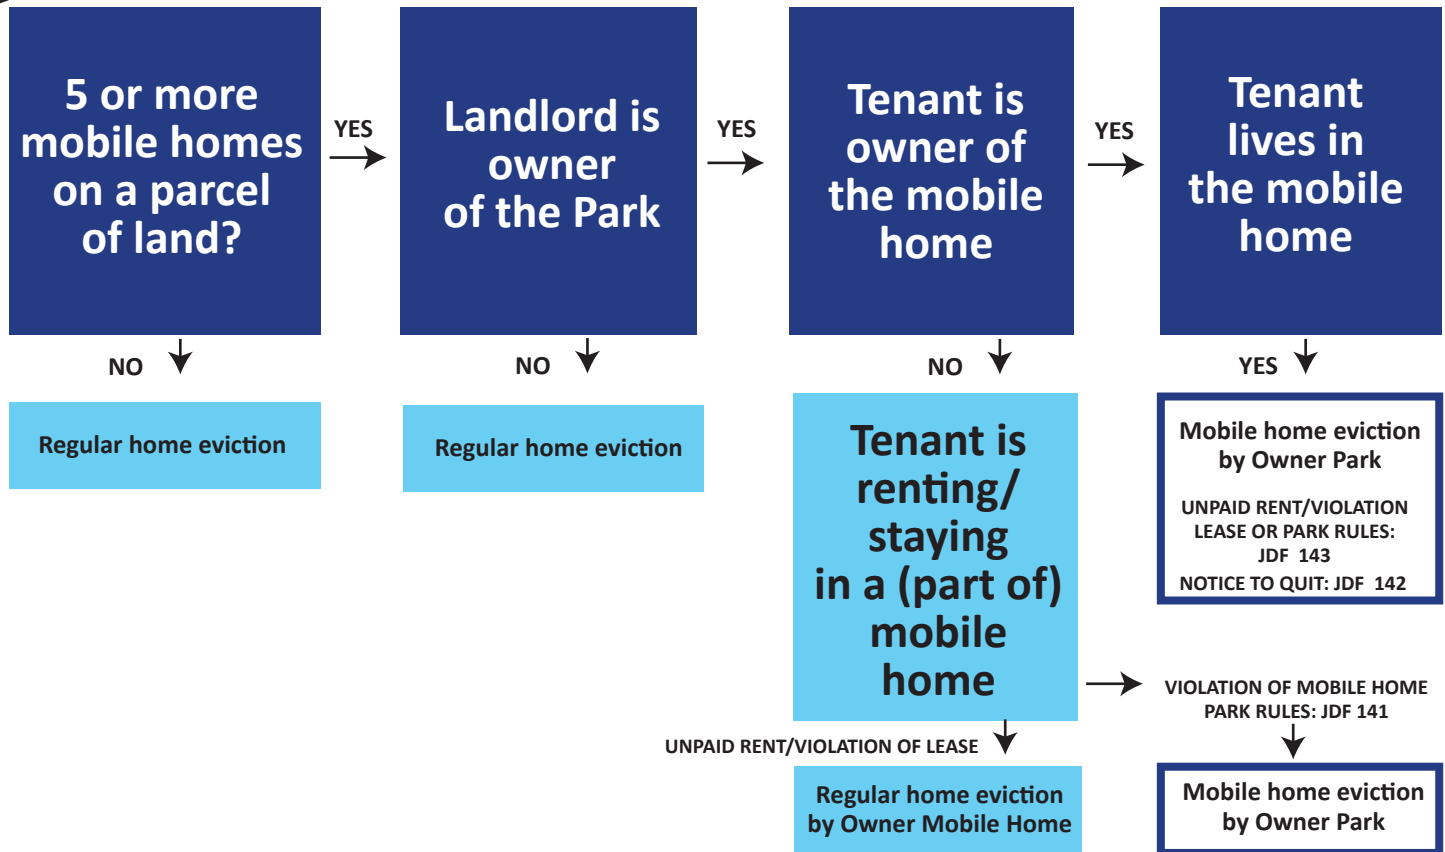 5 or more
mobile homes
on a parcel
of land?
YES
Landlord is
owner
of the Park
YES
Tenant is
owner of
the mobile
home
YES
Tenant
lives in
the mobile
home
NO
NO
NO
YES
Regular home eviction
Regular home eviction
Tenant is
renting/
staying
in a (part of)
mobile
home
Mobile home eviction
by Owner Park
UNPAID RENT/VIOLATION
LEASE OR PARK RULES:
JDF 143
NOTICE TO QUIT: JDF 142
VIOLATION OF MOBILE HOME
PARK RULES: JDF 141
UNPAID RENT/VIOLATION OF LEASE
Regular home eviction
by Owner Mobile Home
Mobile home eviction
by Owner Park